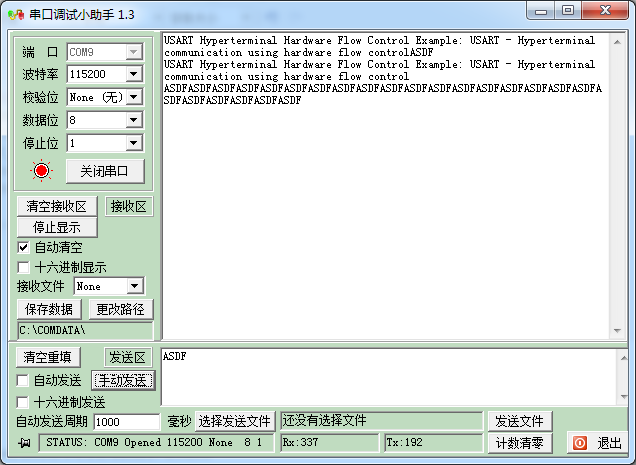 串口调试小助手 1.3
端 口 COM9
波特率 115200
校验位 None (无)
数据位 8
停止位 1
关闭串口
清空接收区 接收区
停止显示
自动清空
十六进制显示
接收文件 None
保存数据 更改路径
C:\COMDATA\
USART Hyperterminal Hardware Flow Control Example: USART - Hyperterminal
communication using hardware flow controlASDF
USART Hyperterminal Hardware Flow Control Example: USART - Hyperterminal
communication using hardware flow control
ASDFASDFASDFASDFASDFASDFASDFASDFASDFASDFASDFASDFASDFASDFASDFASDFASDFASDFA
SDFASDFASDFASDFASDFASDF
清空重填 发送区
自动发送 手动发送
十六进制发送
ASDF
自动发送周期 1000 毫秒 选择发送文件 还没有选择文件 发送文件
STATUS: COM9 Opened 115200 None 8 1 Rx:337 Tx:192 计数清零 退出